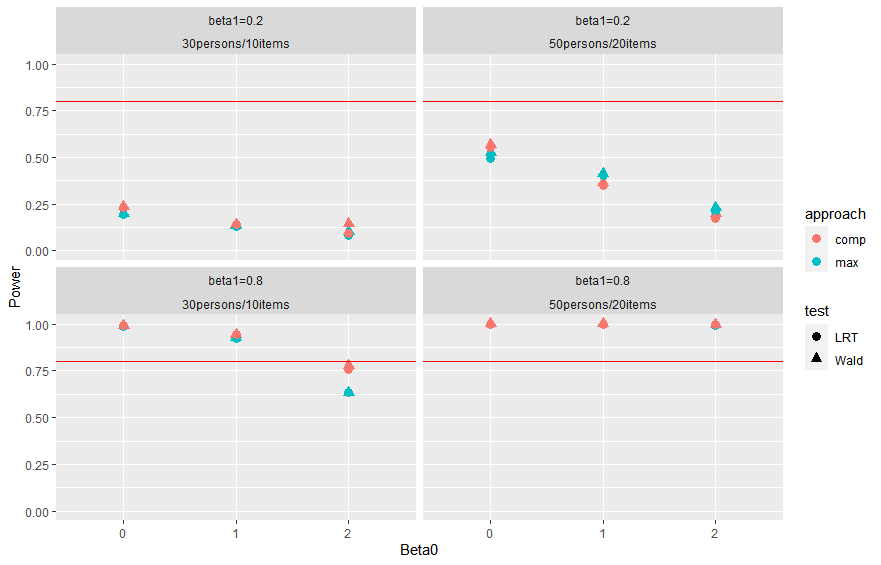 beta1=0.2
30persons/10items
beta1=0.2
50persons/20items
1.00
0.75
0.50
0.25
0.00
beta1=0.8
30persons/10items
beta1=0.8
50persons/20items
1.00
0.75
0.50
0.25
0.00
Power
0 1 2
0 1 2
Beta0
approach
comp
max
test
LRT
Wald